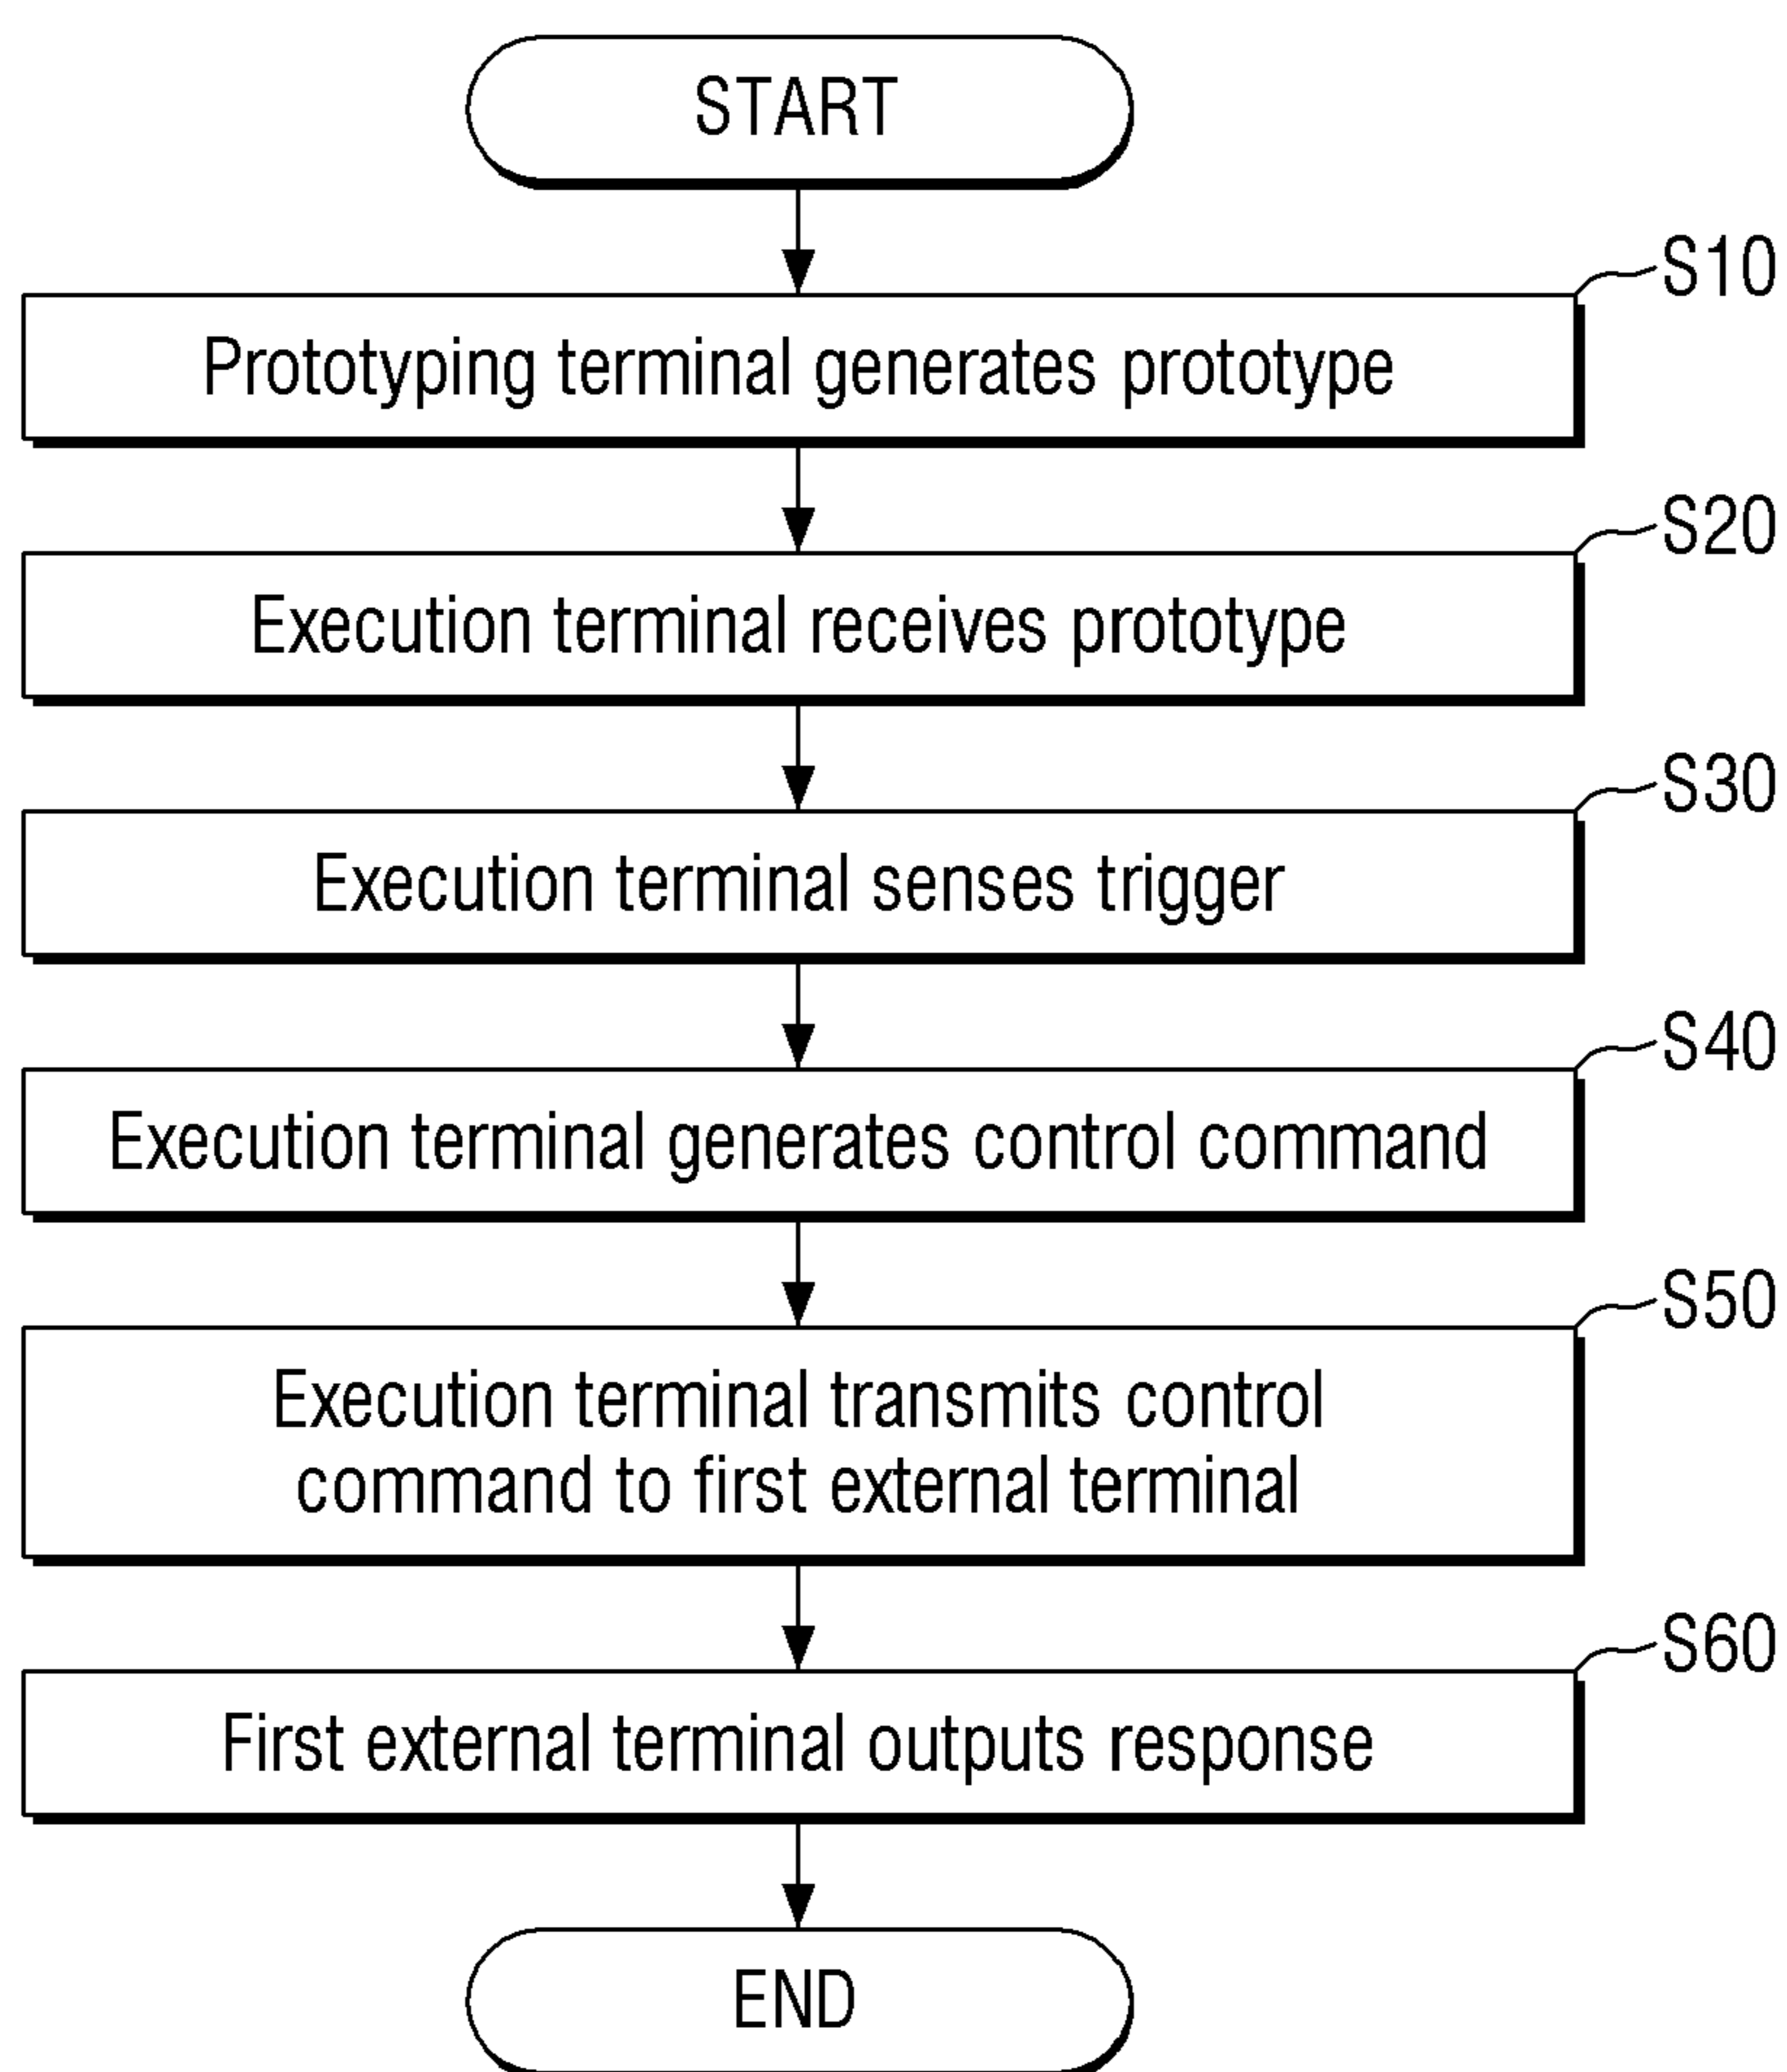 START
S10
Prototyping terminal generates prototype
S20
Execution terminal receives prototype
S30
Execution terminal senses trigger
S40
Execution terminal generates control command
S50
Execution terminal transmits control
command to first external terminal
S60
First external terminal outputs response
END